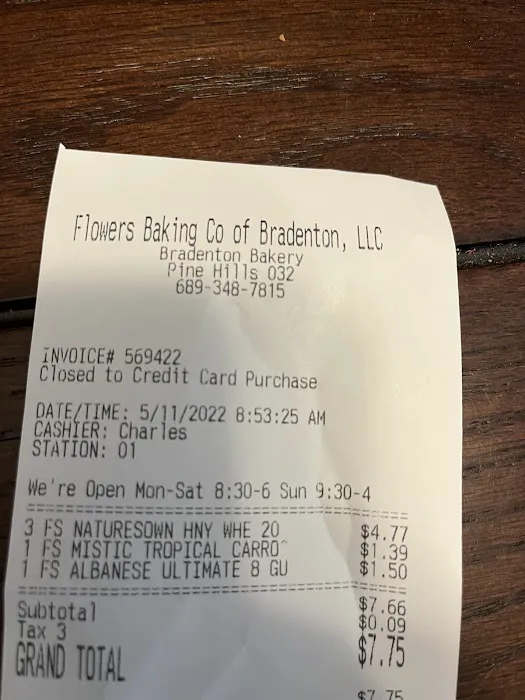 Flowers Baking Co of Bradenton, LLC
Bradenton Bakery
Pine Hills 032
689-348-7815
INVOICE# 569422
Closed to Credit Card Purchase
DATE/TIME: 5/11/2022 8:53:25 AM
CASHIER: Charles
STATION: 01
We're Open Mon-Sat 8:30-6 Sun 9:30-4
3 FS NATURESOWN HNY WHE 20 $4.77
1 FS MISTIC TROPICAL CARRO^ $1.39
1 FS ALBANESE ULTIMATE 8 GU $1.50
Subtotal $7.66
Tax 3 $0.09
GRAND TOTAL $7.75
$7.75